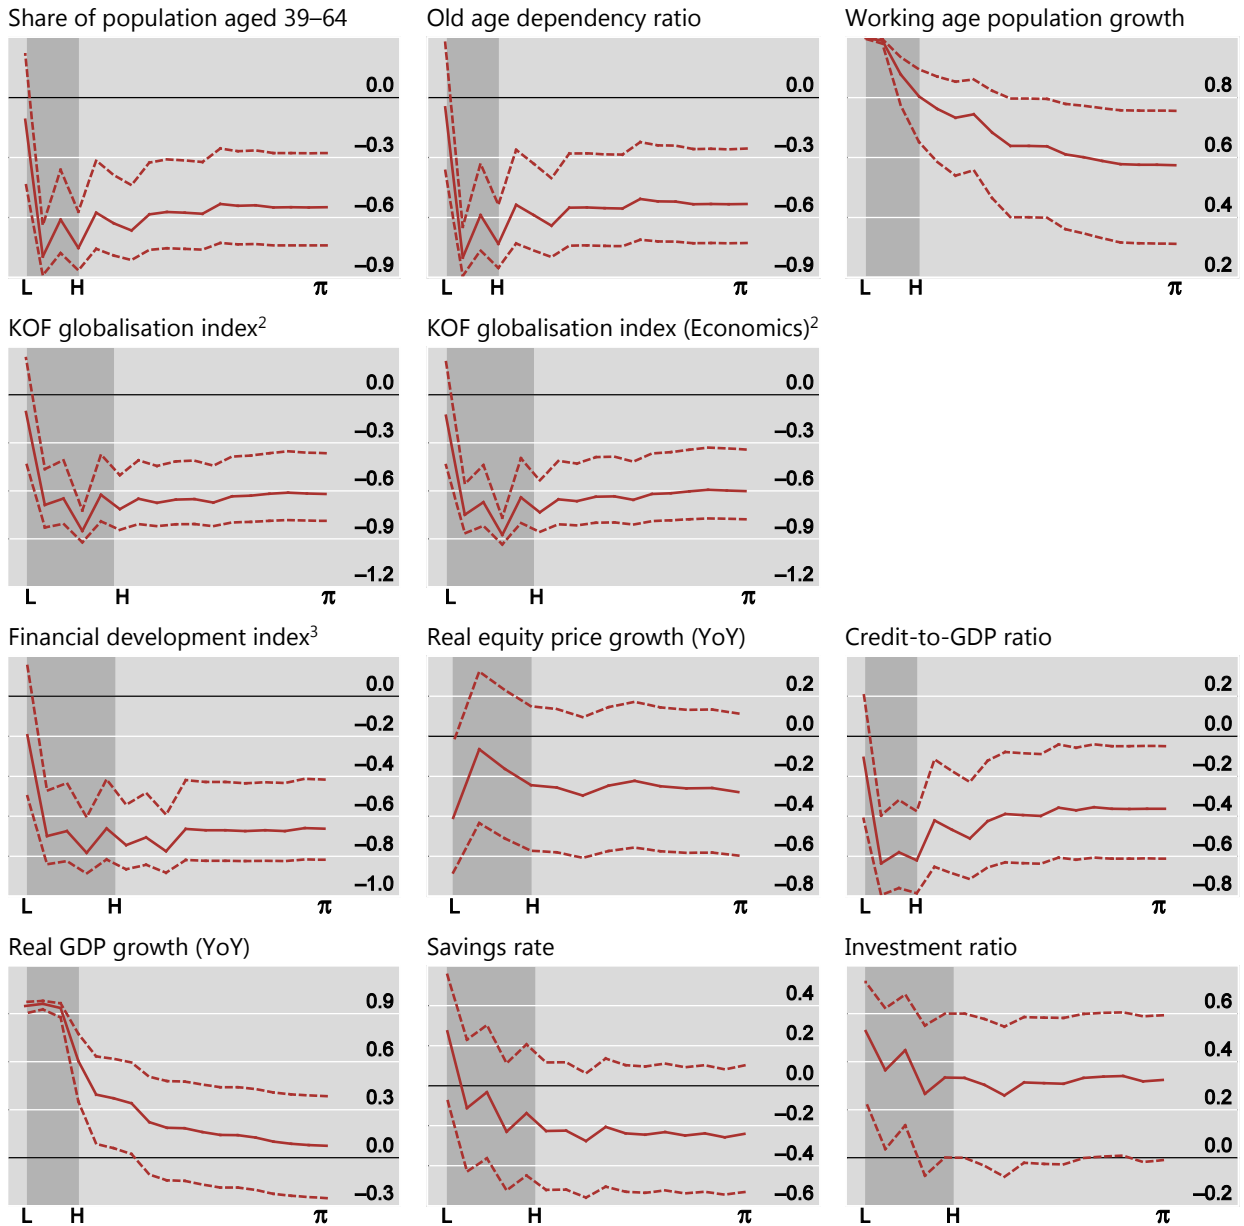 Share of population aged 39–64
Old age dependency ratio
Working age population growth
0.0
–0.3
–0.6
–0.9
L H π
0.0
–0.3
–0.6
–0.9
L H π
0.8
0.6
0.4
0.2
L H π
KOF globalisation index2
KOF globalisation index (Economics)2
0.0
–0.3
–0.6
–0.9
–1.2
L H π
0.0
–0.3
–0.6
–0.9
–1.2
L H π
Financial development index3
Real equity price growth (YoY)
Credit-to-GDP ratio
0.0
–0.2
–0.4
–0.6
–0.8
–1.0
L H π
0.2
0.0
–0.2
–0.4
–0.6
–0.8
L H π
0.2
0.0
–0.2
–0.4
–0.6
–0.8
L H π
Real GDP growth (YoY)
Savings rate
Investment ratio
0.9
0.6
0.3
0.0
–0.3
L H π
0.4
0.2
0.0
–0.2
–0.4
–0.6
L H π
0.6
0.4
0.2
0.0
–0.2
L H π